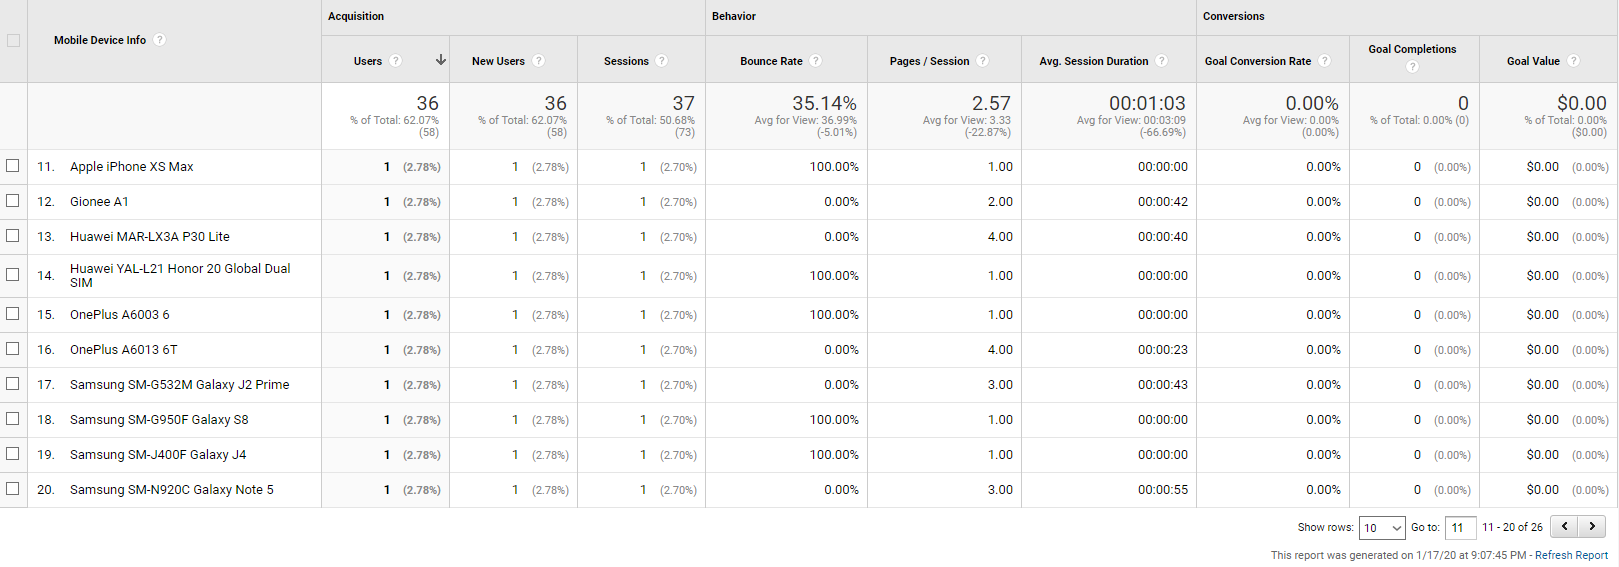 Acquisition Behavior Conversions
Mobile Device Info ?
Users ? New Users ? Sessions ? Bounce Rate ? Pages / Session ? Avg. Session Duration ? Goal Conversion Rate ? Goal Completions ? Goal Value ?
36 36 37 35.14% 2.57 00:01:03 0.00% 0 $0.00
% of Total: 62.07% % of Total: 62.07% % of Total: 50.68% Avg for View: 36.99% Avg for View: 3.33 Avg for View: 00:03:09 Avg for View: 0.00% % of Total: 0.00% (0) % of Total: 0.00%
(58) (58) (73) (-5.01%) (-22.87%) (-66.69%) (0.00%) ($0.00)
11. Apple iPhone XS Max 1 (2.78%) 1 (2.78%) 1 (2.70%) 100.00% 1.00 00:00:00 0.00% 0 (0.00%) $0.00 (0.00%)
12. Gionee A1 1 (2.78%) 1 (2.78%) 1 (2.70%) 0.00% 2.00 00:00:42 0.00% 0 (0.00%) $0.00 (0.00%)
13. Huawei MAR-LX3A P30 Lite 1 (2.78%) 1 (2.78%) 1 (2.70%) 0.00% 4.00 00:00:40 0.00% 0 (0.00%) $0.00 (0.00%)
14. Huawei YAL-L21 Honor 20 Global Dual
SIM 1 (2.78%) 1 (2.78%) 1 (2.70%) 100.00% 1.00 00:00:00 0.00% 0 (0.00%) $0.00 (0.00%)
15. OnePlus A6003 6 1 (2.78%) 1 (2.78%) 1 (2.70%) 100.00% 1.00 00:00:00 0.00% 0 (0.00%) $0.00 (0.00%)
16. OnePlus A6013 6T 1 (2.78%) 1 (2.78%) 1 (2.70%) 0.00% 4.00 00:00:23 0.00% 0 (0.00%) $0.00 (0.00%)
17. Samsung SM-G532M Galaxy J2 Prime 1 (2.78%) 1 (2.78%) 1 (2.70%) 0.00% 3.00 00:00:43 0.00% 0 (0.00%) $0.00 (0.00%)
18. Samsung SM-G950F Galaxy S8 1 (2.78%) 1 (2.78%) 1 (2.70%) 100.00% 1.00 00:00:00 0.00% 0 (0.00%) $0.00 (0.00%)
19. Samsung SM-J400F Galaxy J4 1 (2.78%) 1 (2.78%) 1 (2.70%) 100.00% 1.00 00:00:00 0.00% 0 (0.00%) $0.00 (0.00%)
20. Samsung SM-N920C Galaxy Note 5 1 (2.78%) 1 (2.78%) 1 (2.70%) 0.00% 3.00 00:00:55 0.00% 0 (0.00%) $0.00 (0.00%)
Show rows: 10 Go to: 11 11 - 20 of 26
This report was generated on 1/17/20 at 9:07:45 PM - Refresh Report